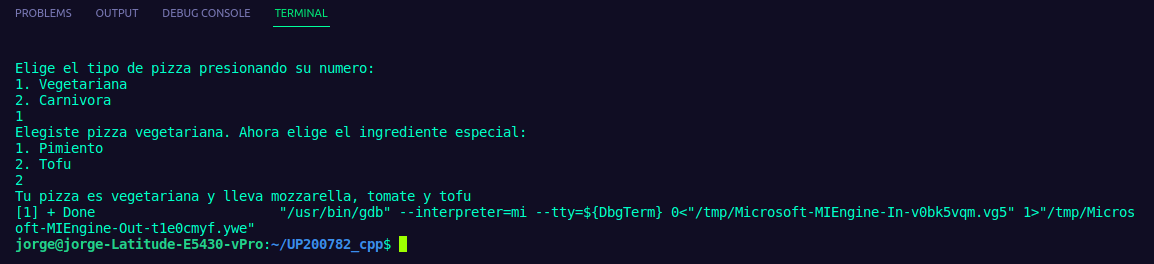 PROBLEMS OUTPUT DEBUG CONSOLE TERMINAL
Elige el tipo de pizza presionando su numero:
1. Vegetariana
2. Carnivora
1
Elegiste pizza vegetariana. Ahora elige el ingrediente especial:
1. Pimiento
2. Tofu
2
Tu pizza es vegetariana y lleva mozzarella, tomate y tofu
[1] + Done                       "/usr/bin/gdb" --interpreter=mi --tty=${DbgTerm} 0<"/tmp/Microsoft-MIEngine-In-v0bk5vqm.vg5" 1>"/tmp/Micros
oft-MIEngine-Out-t1e0cmyf.ywe"
jorge@jorge-Latitude-E5430-vPro:~/UP200782_cpp$